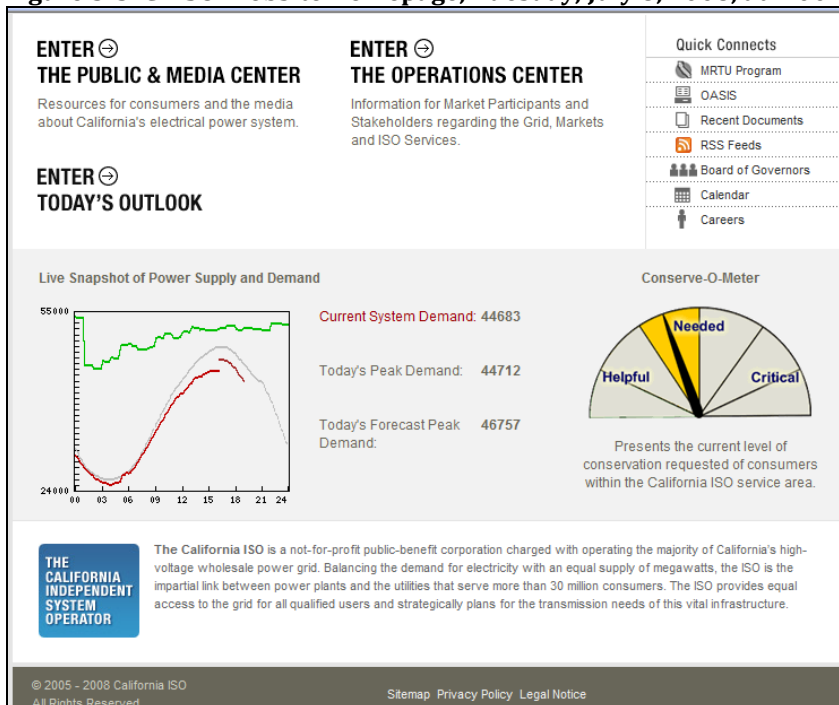 ENTER
THE PUBLIC & MEDIA CENTER
Resources for consumers and the media
about California's electrical power system.
ENTER
THE OPERATIONS CENTER
Information for Market Participants and
Stakeholders regarding the Grid, Markets
and ISO Services.
ENTER
TODAY'S OUTLOOK
Quick Connects
MRTU Program
OASIS
Recent Documents
RSS Feeds
Board of Governors
Calendar
Careers
Live Snapshot of Power Supply and Demand
55000
24000
00 03 06 09 12 15 18 21 24
Current System Demand: 44683
Today's Peak Demand: 44712
Today's Forecast Peak 46757
Demand:
Conserve-O-Meter
Needed
Helpful
Critical
Presents the current level of
conservation requested of consumers
within the California ISO service area.
THE
CALIFORNIA
INDEPENDENT
SYSTEM
OPERATOR
The California ISO is a not-for-profit public-benefit corporation charged with operating the majority of California's high-
voltage wholesale power grid. Balancing the demand for electricity with an equal supply of megawatts, the ISO is the
impartial link between power plants and the utilities that serve more than 30 million consumers. The ISO provides equal
access to the grid for all qualified users and strategically plans for the transmission needs of this vital infrastructure.
© 2005 - 2008 California ISO
All Rights Reserved
Sitemap Privacy Policy Legal Notice